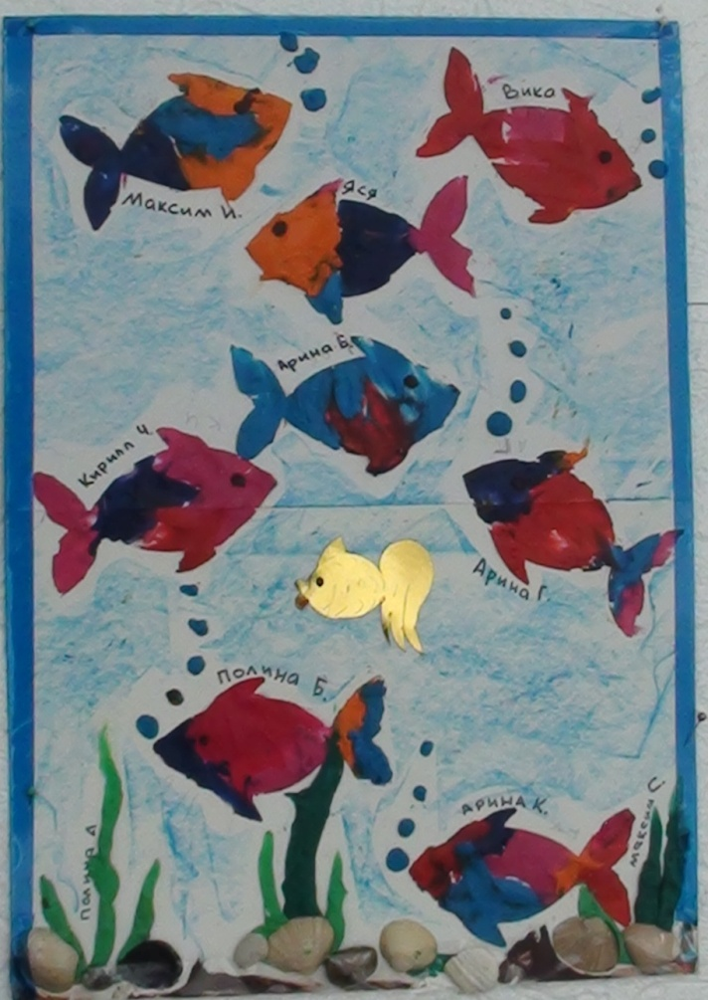 Вика
Максим И.
Яся
Арина Б.
Кирилл Ч.
Арина Г.
Полина Б.
Арина К.
Максим С.
Полина А